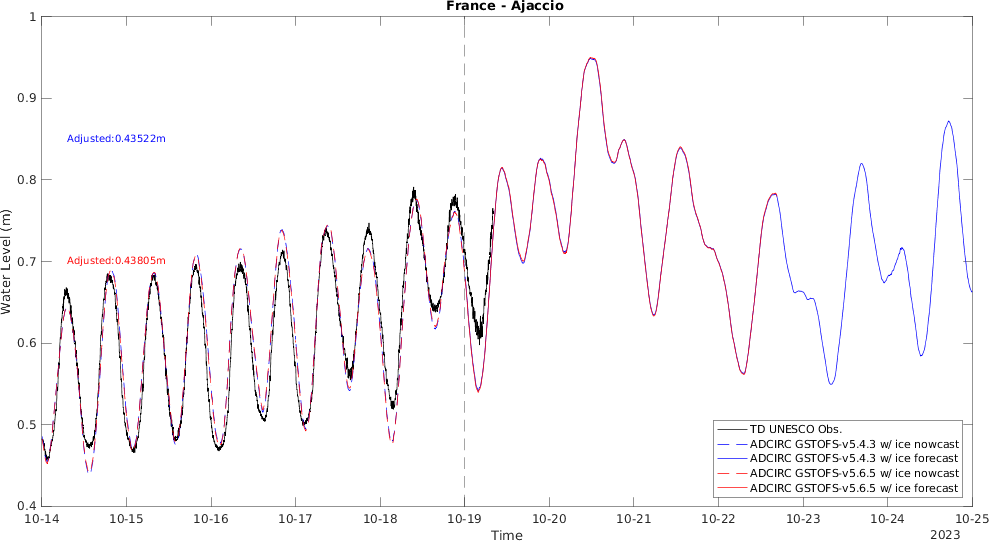 France - Ajaccio
Water Level (m)
1
0.9
0.8
0.7
0.6
0.5
0.4
Adjusted:0.43522m
Adjusted:0.43805m
TD UNESCO Obs.
ADCIRC GSTOFS-v5.4.3 w/ ice nowcast
ADCIRC GSTOFS-v5.4.3 w/ ice forecast
ADCIRC GSTOFS-v5.6.5 w/ ice nowcast
ADCIRC GSTOFS-v5.6.5 w/ ice forecast
10-14 10-15 10-16 10-17 10-18 10-19 10-20 10-21 10-22 10-23 10-24 10-25
Time
2023